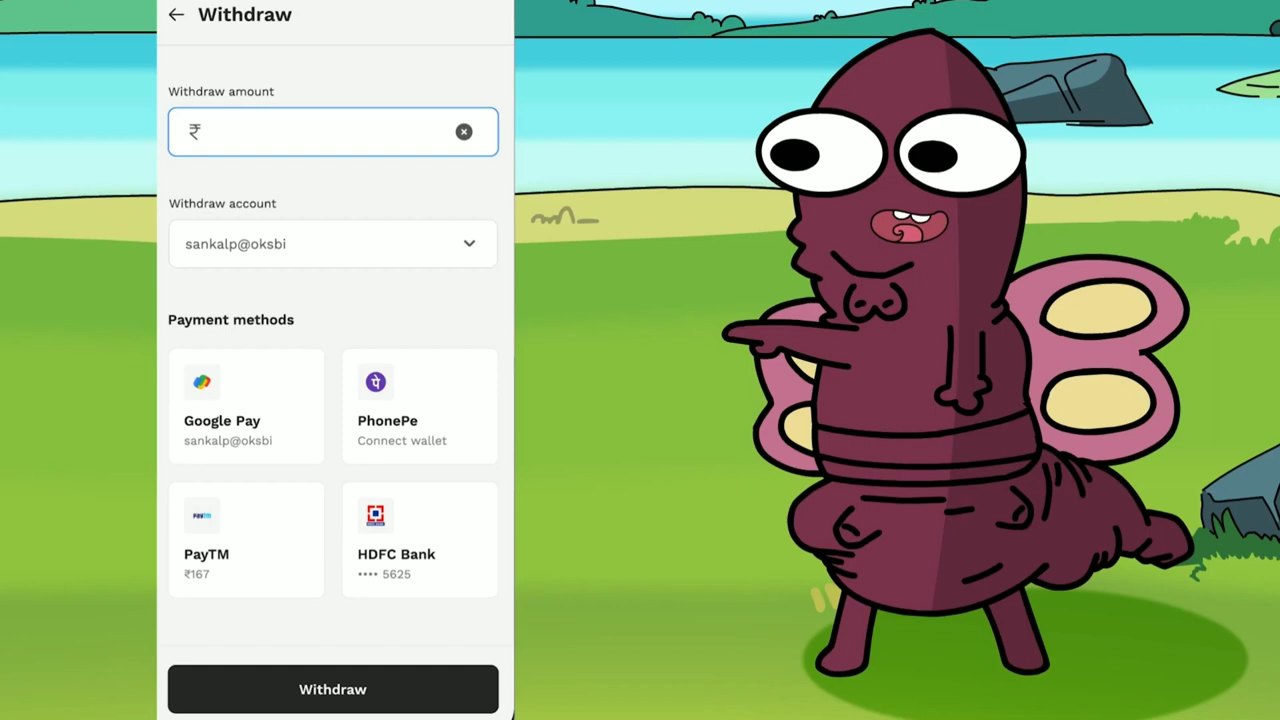 Withdraw
Withdraw amount
₹
Withdraw account
sankalp@oksbi
Payment methods
Google Pay
sankalp@oksbi
PhonePe
Connect wallet
पे
Paytm
PayTM
₹167
HDFC Bank
•••• 5625
Withdraw